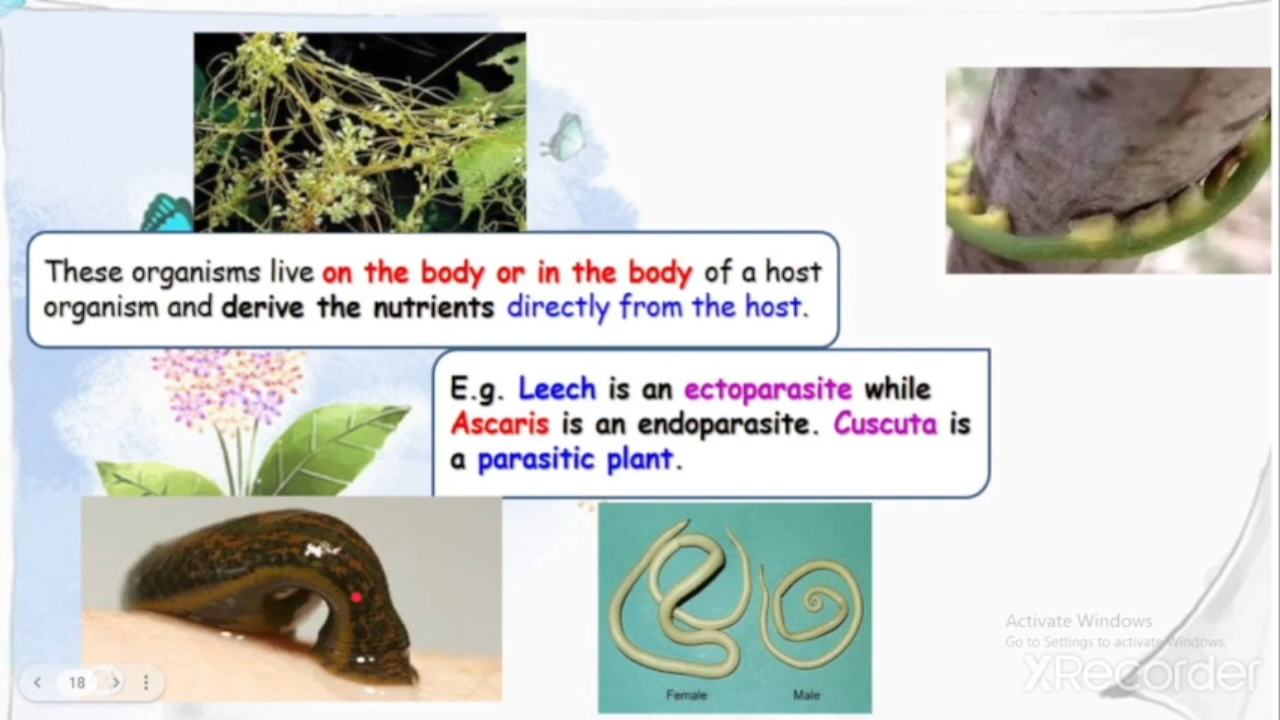 These organisms live on the body or in the body of a host
organism and derive the nutrients directly from the host.
E.g. Leech is an ectoparasite while
Ascaris is an endoparasite. Cuscuta is
a parasitic plant.
Female
Male
Activate Windows
Go to Settings to activate Windows.
XRecorder
18